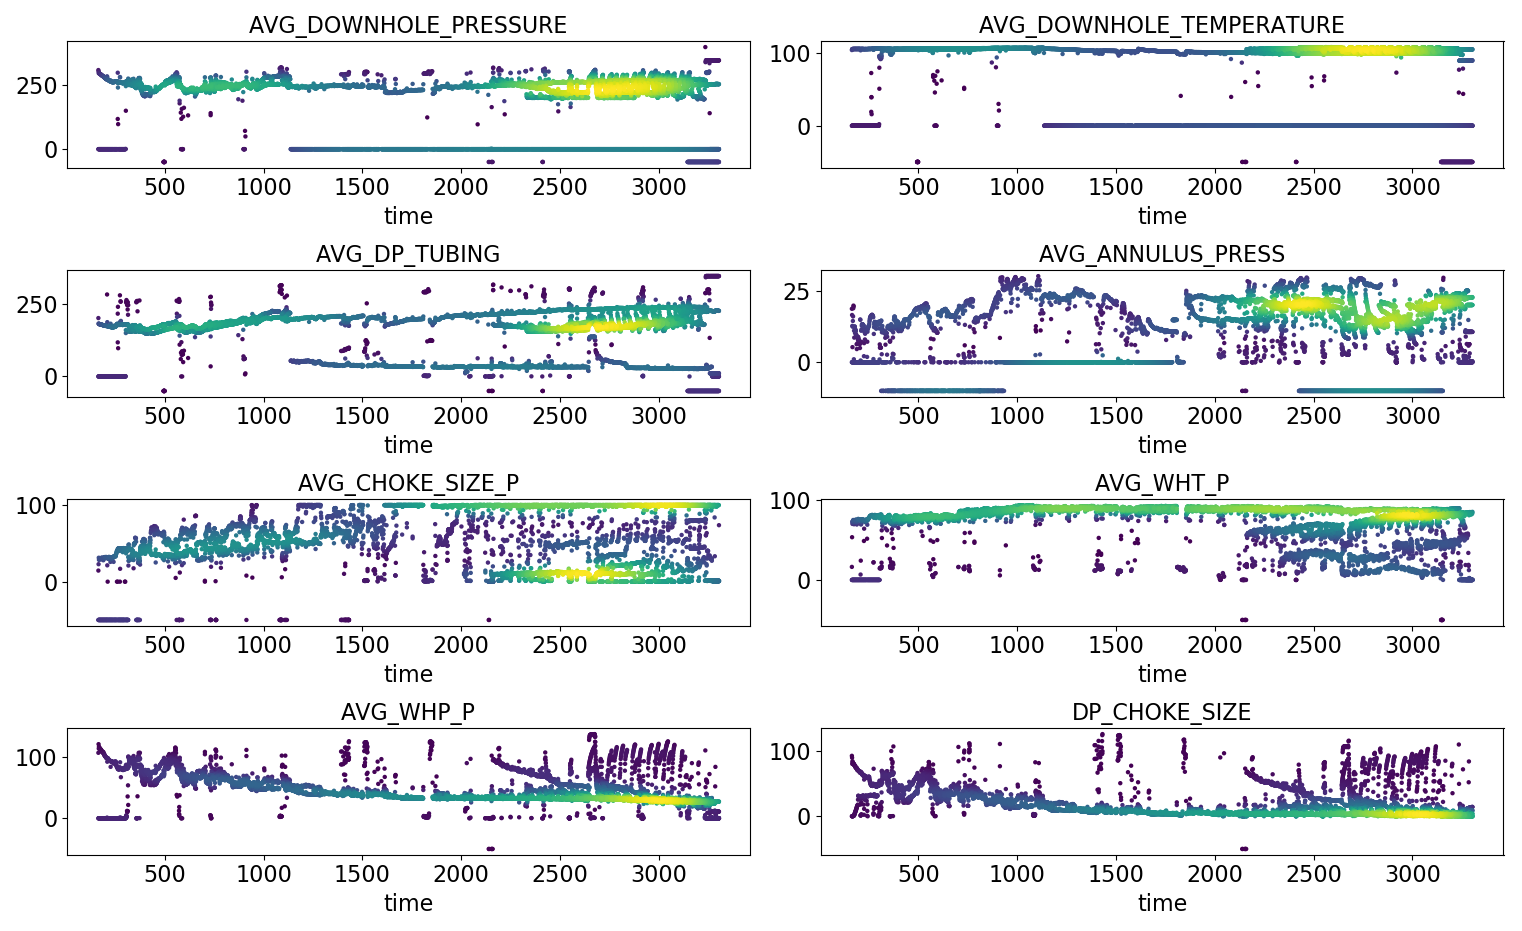 AVG_DOWNHOLE_PRESSURE AVG_DOWNHOLE_TEMPERATURE
250
0
100
0
500 1000 1500 2000 2500 3000 500 1000 1500 2000 2500 3000
time time
AVG_DP_TUBING AVG_ANNULUS_PRESS
250
0
25
0
500 1000 1500 2000 2500 3000 500 1000 1500 2000 2500 3000
time time
AVG_CHOKE_SIZE_P AVG_WHT_P
100
0
100
0
500 1000 1500 2000 2500 3000 500 1000 1500 2000 2500 3000
time time
AVG_WHP_P DP_CHOKE_SIZE
100
0
100
0
500 1000 1500 2000 2500 3000 500 1000 1500 2000 2500 3000
time time